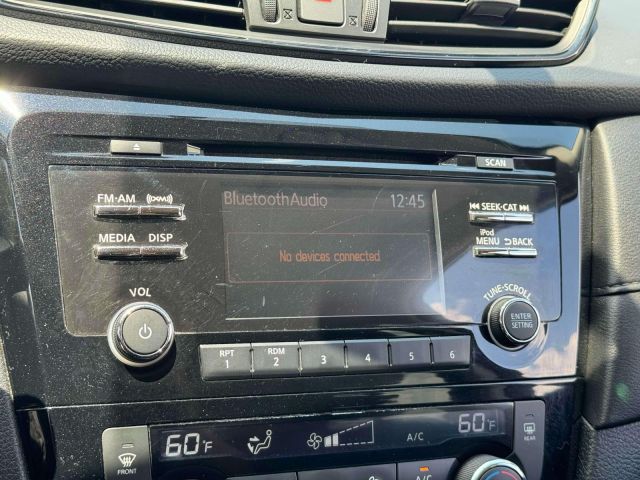 SCAN
FM·AM
BluetoothAudio 12:45
SEEK·CAT
MEDIA DISP
iPod
MENU BACK
No devices connected
VOL
TUNE·SCROLL
ENTER
SETTING
RPT
1
RDM
2
3
4
5
6
60°F
A/C
60°F
FRONT
REAR
A/C